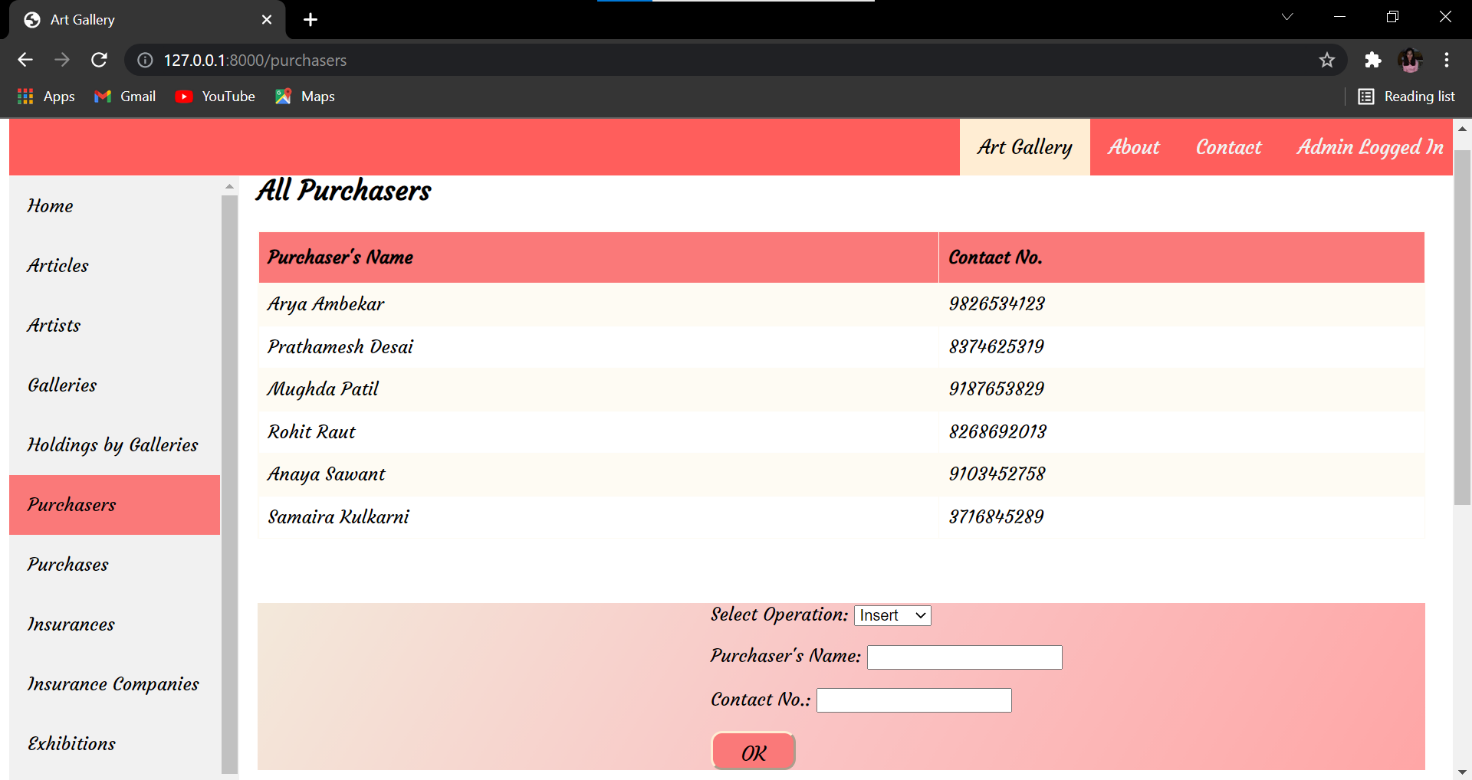 Art Gallery
127.0.0.1:8000/purchasers
Apps Gmail YouTube Maps Reading list
Art Gallery About Contact Admin Logged In
Home
Articles
Artists
Galleries
Holdings by Galleries
Purchasers
Purchases
Insurances
Insurance Companies
Exhibitions
All Purchasers
Purchaser's Name Contact No.
Arya Ambekar 9826534123
Prathamesh Desai 8374625319
Mughda Patil 9187653829
Rohit Raut 8268692013
Anaya Sawant 9103452758
Samaira Kulkarni 3716845289
Select Operation: Insert
Purchaser's Name:
Contact No.:
OK